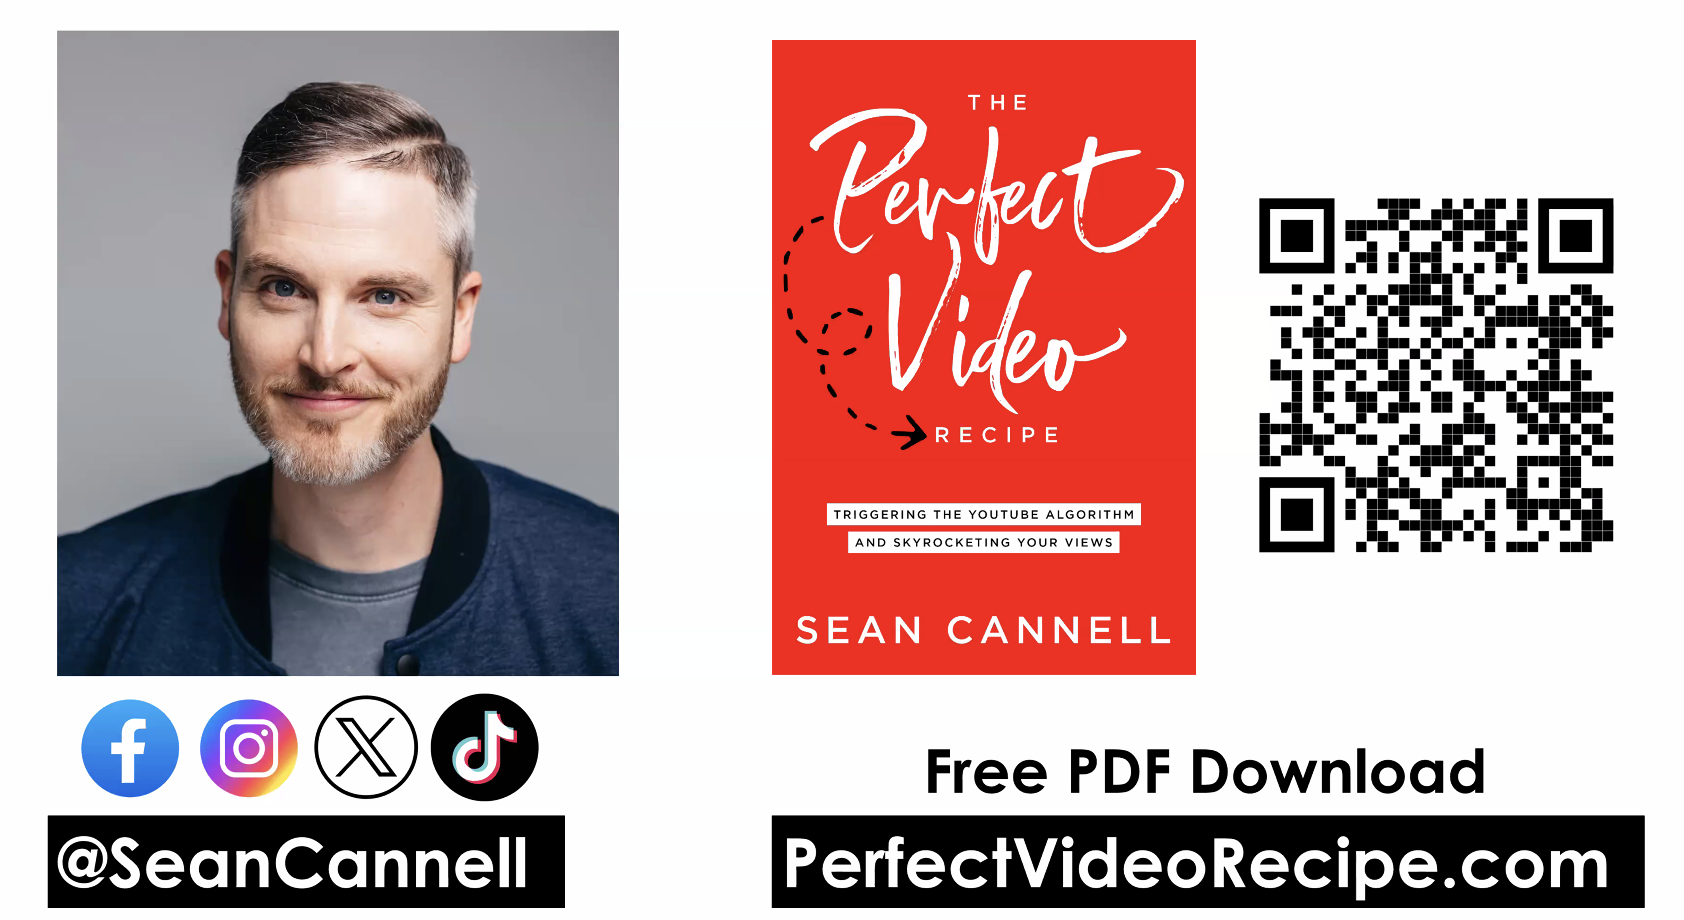 THE
Perfect
Video
RECIPE
TRIGGERING THE YOUTUBE ALGORITHM
AND SKYROCKETING YOUR VIEWS
SEAN CANNELL
@SeanCannell
Free PDF Download
PerfectVideoRecipe.com